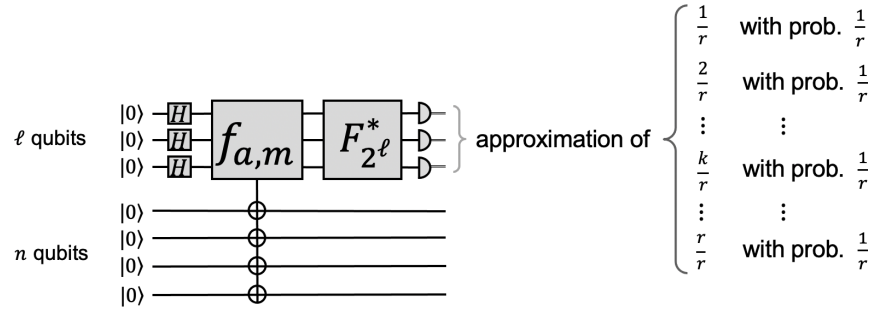 |0⟩ H
|0⟩ H
|0⟩ H
ℓ qubits
f_{a,m}
F*_{2^ℓ}
approximation of
|0⟩
|0⟩
|0⟩
|0⟩
n qubits
1/r with prob. 1/r
2/r with prob. 1/r
⋮ ⋮
k/r with prob. 1/r
⋮ ⋮
r/r with prob. 1/r